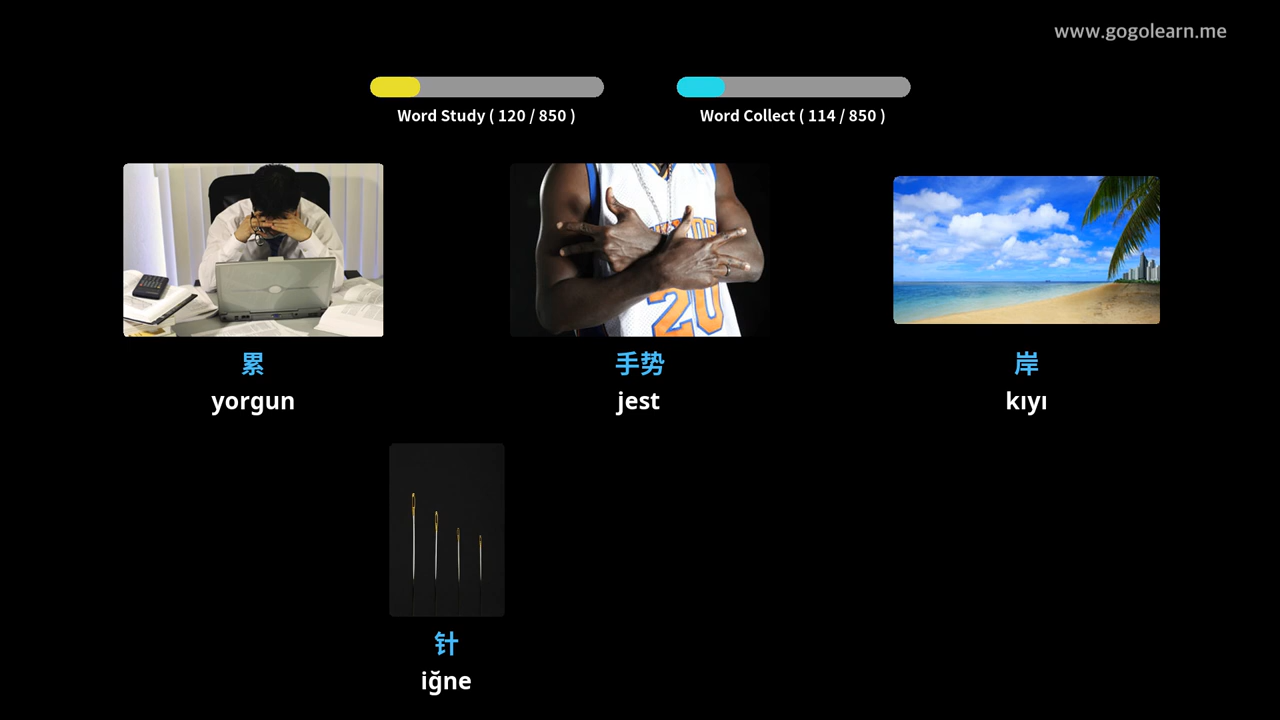 www.gogolearn.me
Word Study ( 120 / 850 )
Word Collect ( 114 / 850 )
累
yorgun
手势
jest
20
岸
kıyı
针
iğne